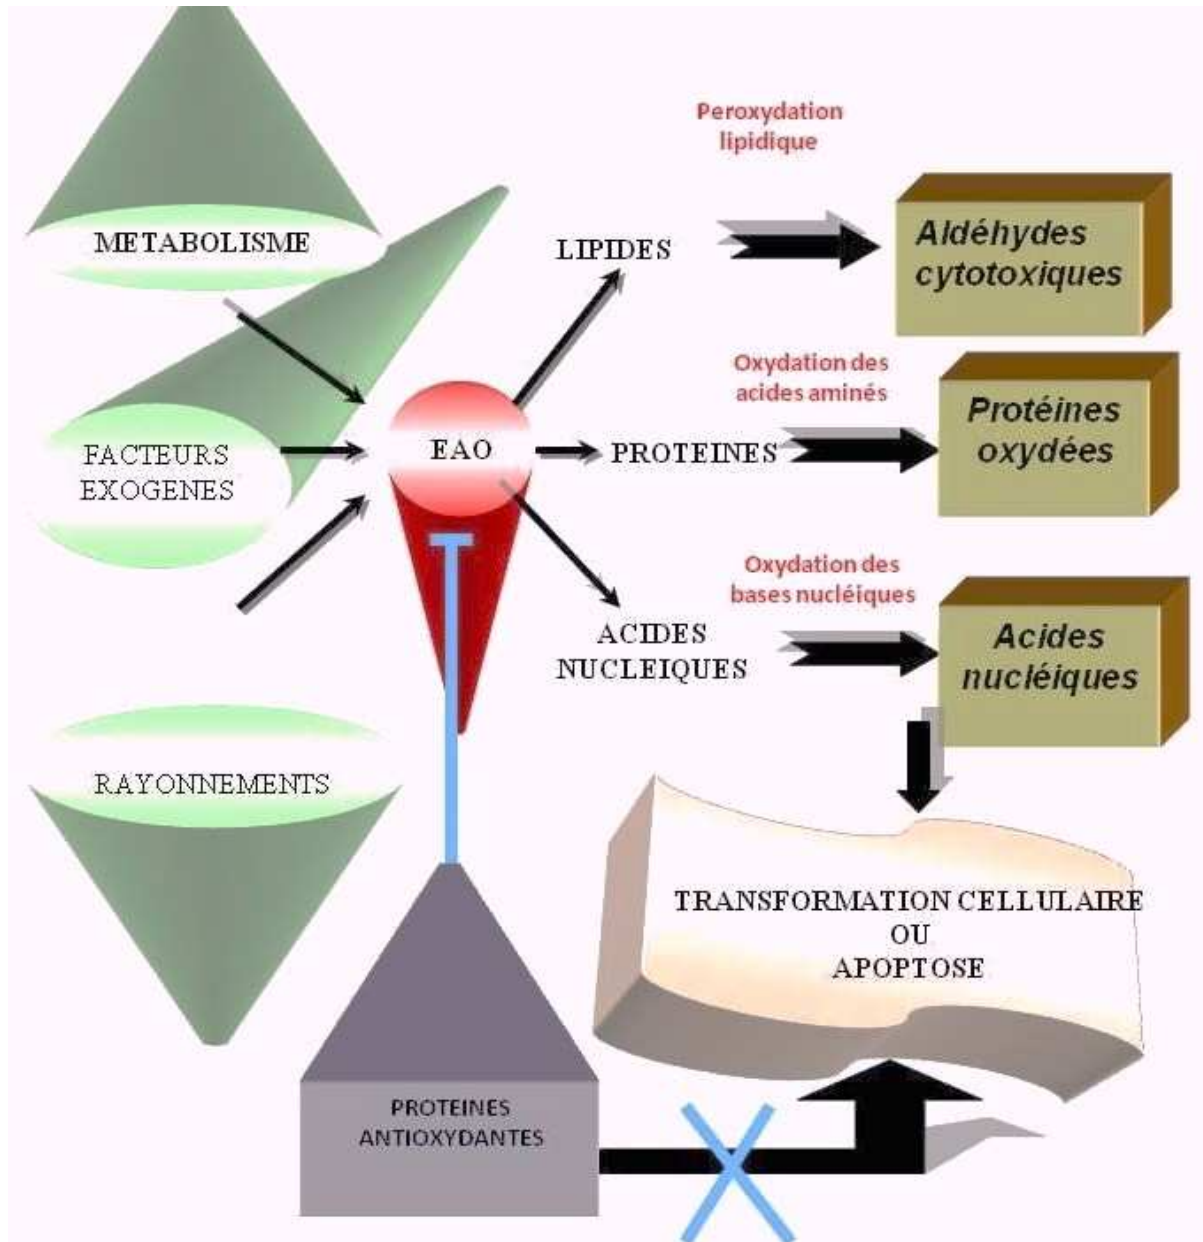 Peroxydation
lipidique
METABOLISME
LIPIDES
Aldéhydes
cytotoxiques
Oxydation des
acides aminés
FACTEURS
EXOGENES
EAO
PROTEINES
Protéines
oxydées
Oxydation des
bases nucléiques
ACIDES
NUCLEIQUES
Acides
nucléiques
RAYONNEMENTS
TRANSFORMATION CELLULAIRE
OU
APOPTOSE
PROTEINES
ANTIOXYDANTES